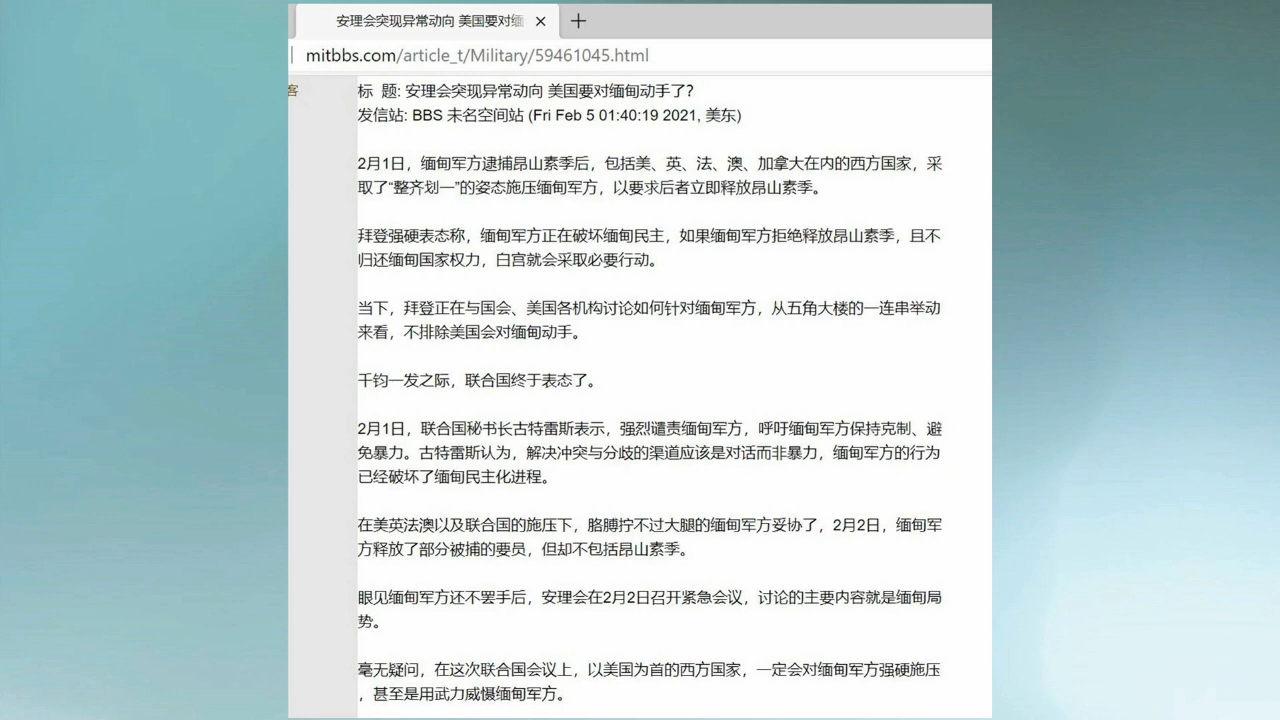 安理会突现异常动向 美国要对缅
mitbbs.com/article_t/Military/59461045.html
客
标 题: 安理会突现异常动向 美国要对缅甸动手了?
发信站: BBS 未名空间站 (Fri Feb 5 01:40:19 2021, 美东)
2月1日，缅甸军方逮捕昂山素季后，包括美、英、法、澳、加拿大在内的西方国家，采
取了“整齐划一”的姿态施压缅甸军方，以要求后者立即释放昂山素季。
拜登强硬表态称，缅甸军方正在破坏缅甸民主，如果缅甸军方拒绝释放昂山素季，且不
归还缅甸国家权力，白宫就会采取必要行动。
当下，拜登正在与国会、美国各机构讨论如何针对缅甸军方，从五角大楼的一连串举动
来看，不排除美国会对缅甸动手。
千钧一发之际，联合国终于表态了。
2月1日，联合国秘书长古特雷斯表示，强烈谴责缅甸军方，呼吁缅甸军方保持克制、避
免暴力。古特雷斯认为，解决冲突与分歧的渠道应该是对话而非暴力，缅甸军方的行为
已经破坏了缅甸民主化进程。
在美英法澳以及联合国的施压下，胳膊拧不过大腿的缅甸军方妥协了，2月2日，缅甸军
方释放了部分被捕的要员，但却不包括昂山素季。
眼见缅甸军方还不罢手后，安理会在2月2日召开紧急会议，讨论的主要内容就是缅甸局
势。
毫无疑问，在这次联合国会议上，以美国为首的西方国家，一定会对缅甸军方强硬施压
，甚至是用武力威慑缅甸军方。